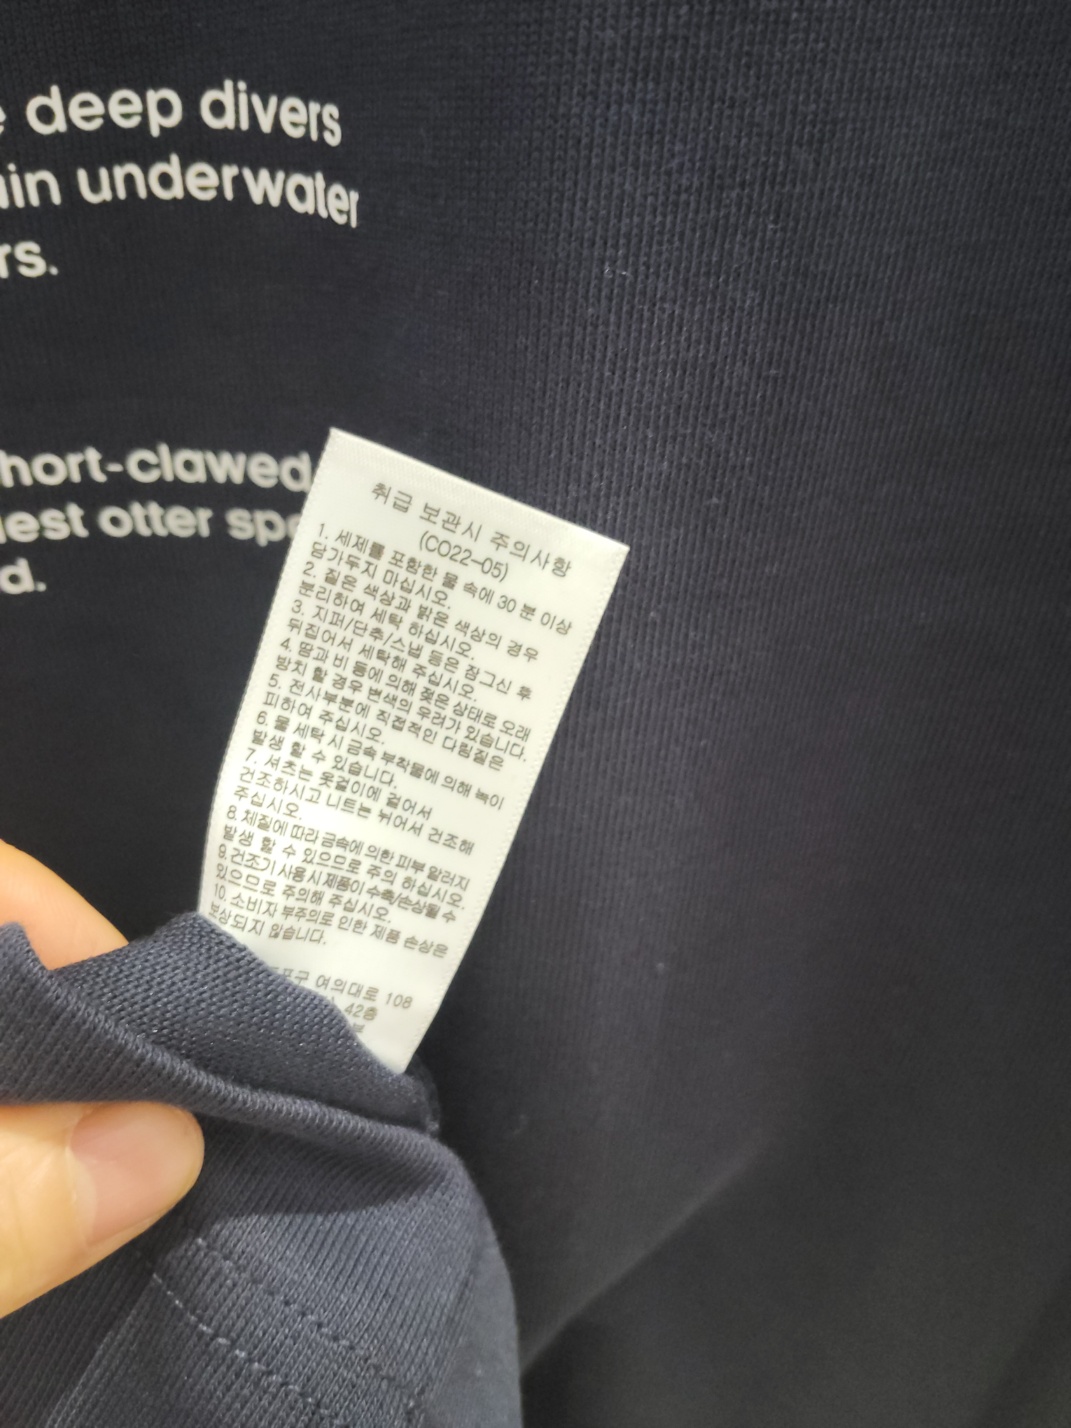 deep divers
underwater
rs.
hort-clawed
est otter spe
d.
취급 보관시 주의사항
(CO22-05)
1. 세제를 포함한 물 속에 30 분 이상
담가두지 마십시오.
2. 짙은 색상과 밝은 색상의 경우
분리하여 세탁 하십시오.
3. 지퍼/단추/스냅 등은 잠그신 후
뒤집어서 세탁해 주십시오.
4. 땀과 비 등에 의해 젖은 상태로 오래
방치 할 경우 변색의 우려가 있습니다.
5. 전사부분에 직접적인 다림질은
피하여 주십시오.
6. 물 세탁시 금속 부착물에 의해 녹이
발생 할 수 있습니다.
7. 셔츠는 옷걸이에 걸어서
건조하시고 니트는 뉘어서 건조해
주십시오.
8. 체질에 따라 금속에 의한 피부 알러지
발생 할 수 있으므로 주의 하십시오
9. 건조기 사용시 제품이 수축/손상될 수
있으므로 주의해 주십시오
10. 소비자 부주의로 인한 제품 손상은
보상되지 않습니다.
포구 여의대로 108
42층